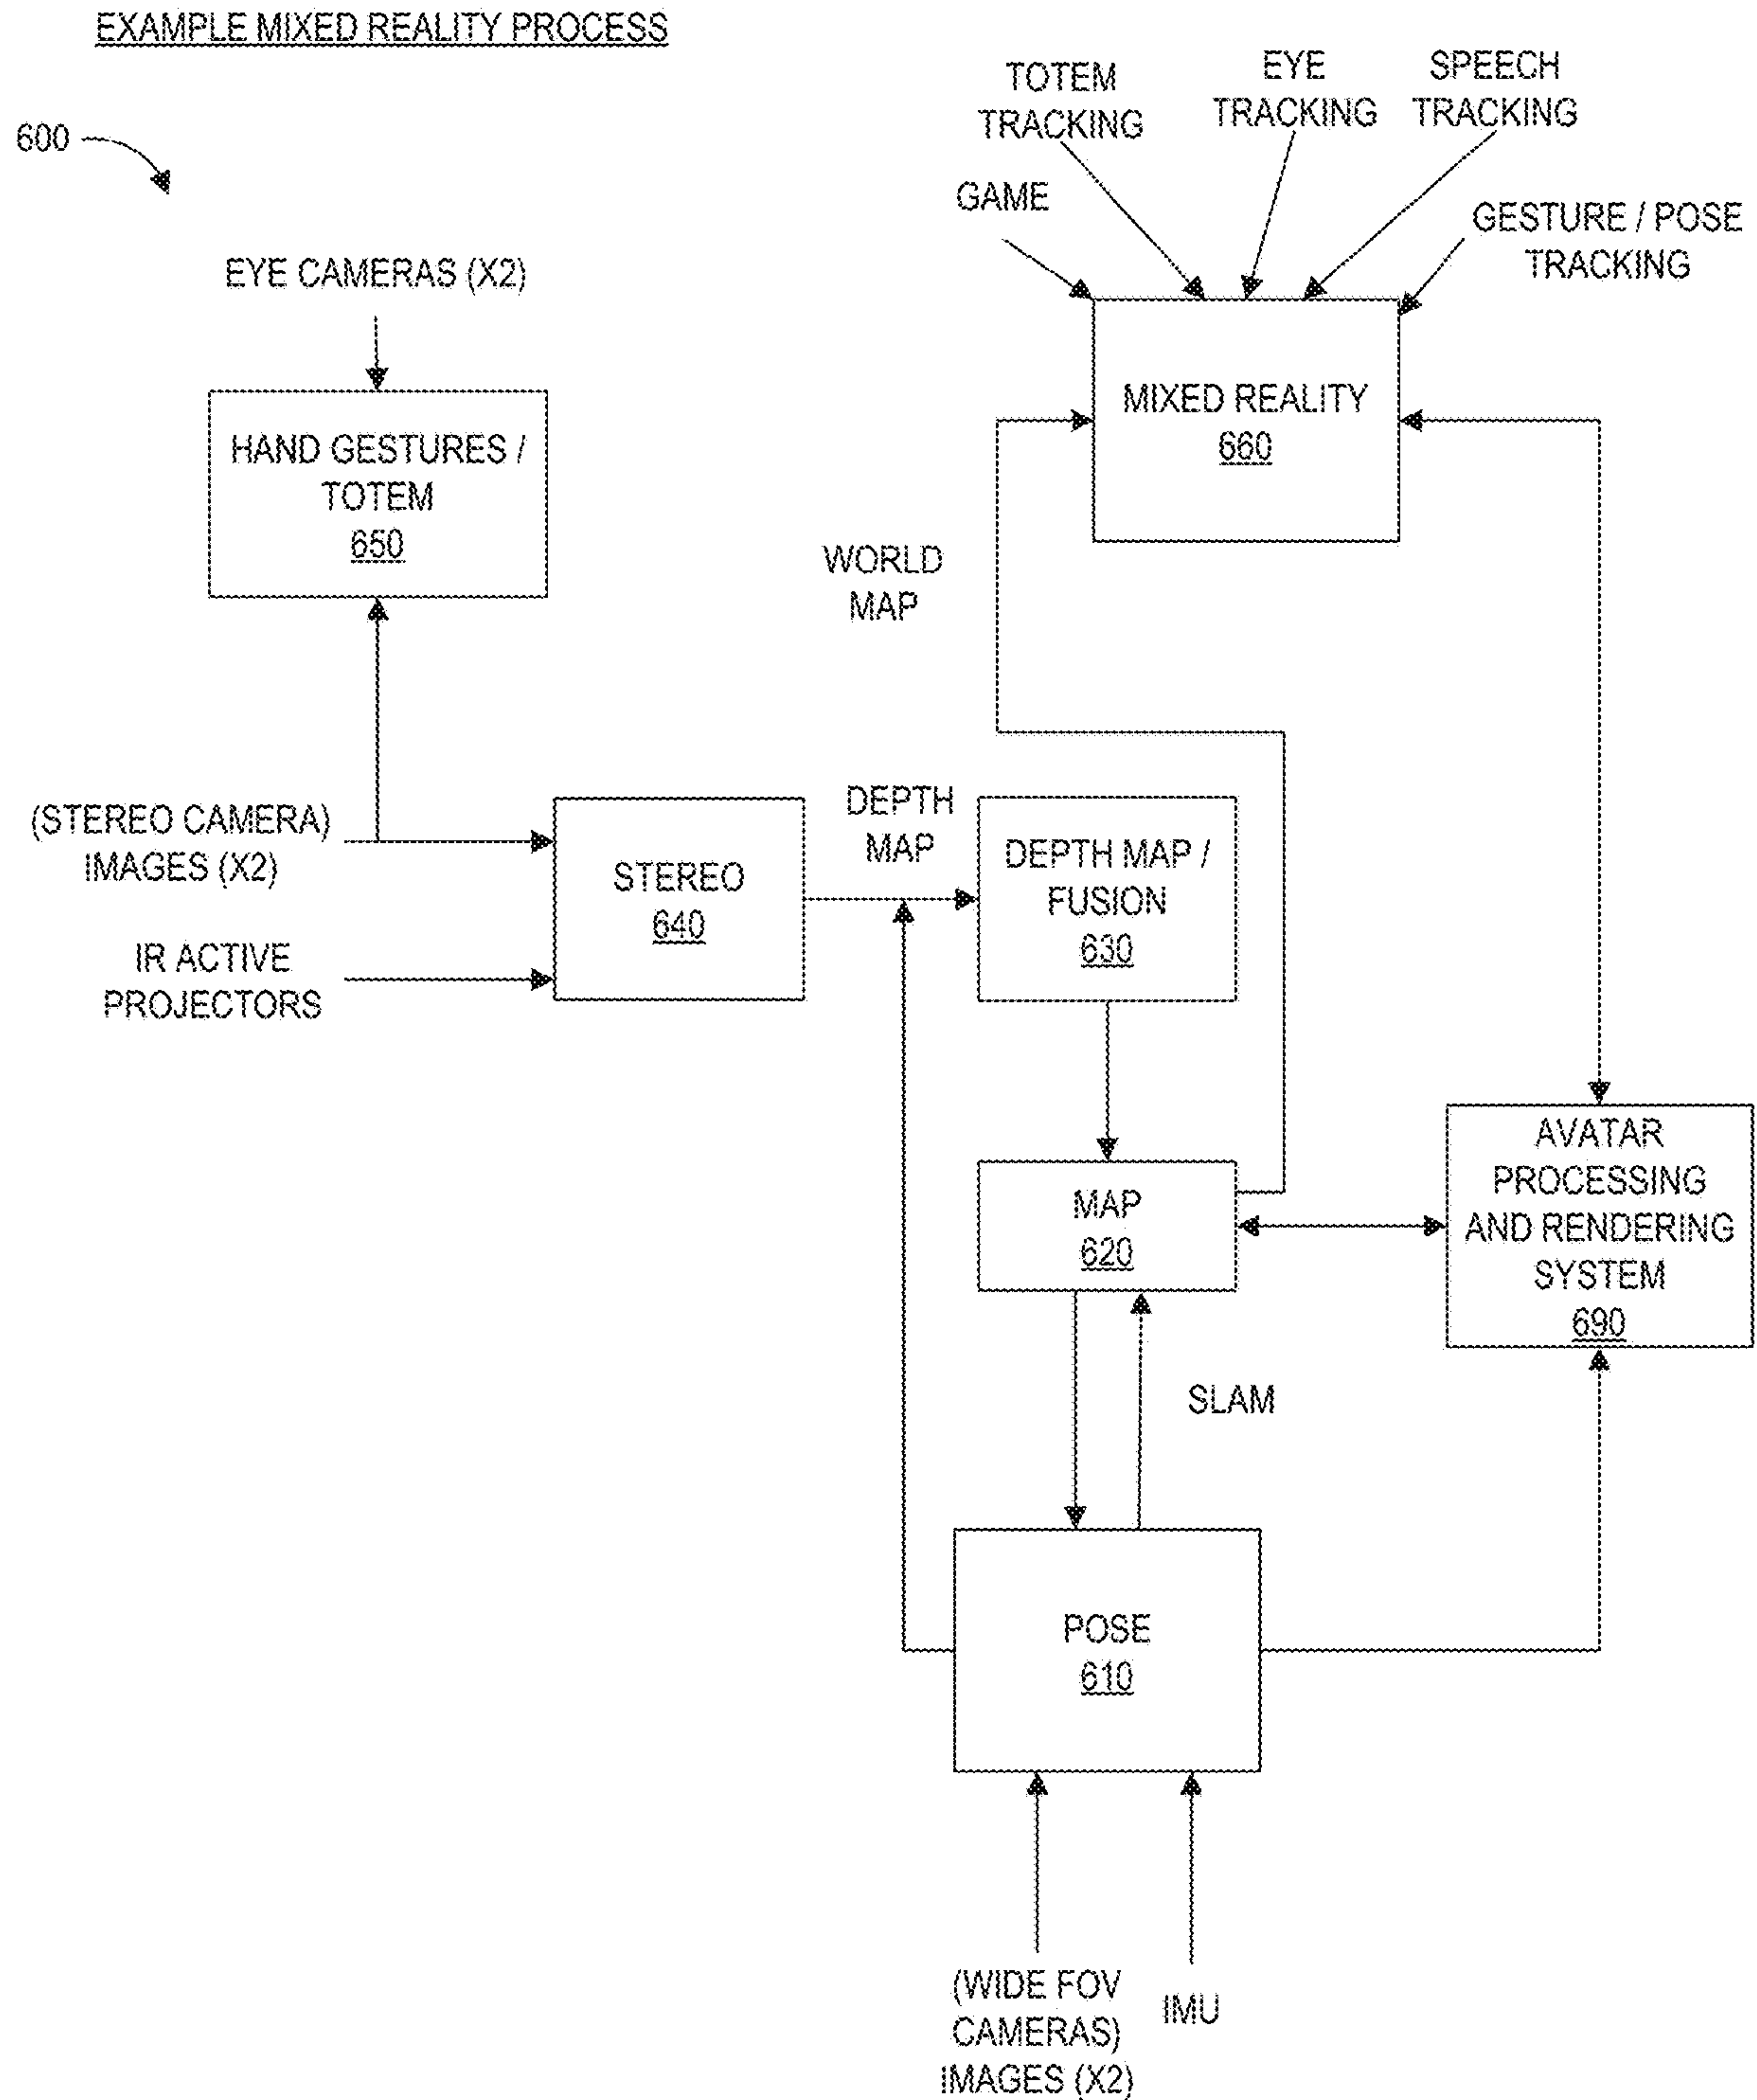 EXAMPLE MIXED REALITY PROCESS
600
TOTEM
TRACKING
EYE
TRACKING
SPEECH
TRACKING
GAME
GESTURE / POSE
TRACKING
EYE CAMERAS (X2)
HAND GESTURES /
TOTEM
650
MIXED REALITY
660
WORLD
MAP
(STEREO CAMERA)
IMAGES (X2)
IR ACTIVE
PROJECTORS
STEREO
640
DEPTH
MAP
DEPTH MAP /
FUSION
630
MAP
620
AVATAR
PROCESSING
AND RENDERING
SYSTEM
690
SLAM
POSE
610
(WIDE FOV
CAMERAS)
IMAGES (X2)
IMU